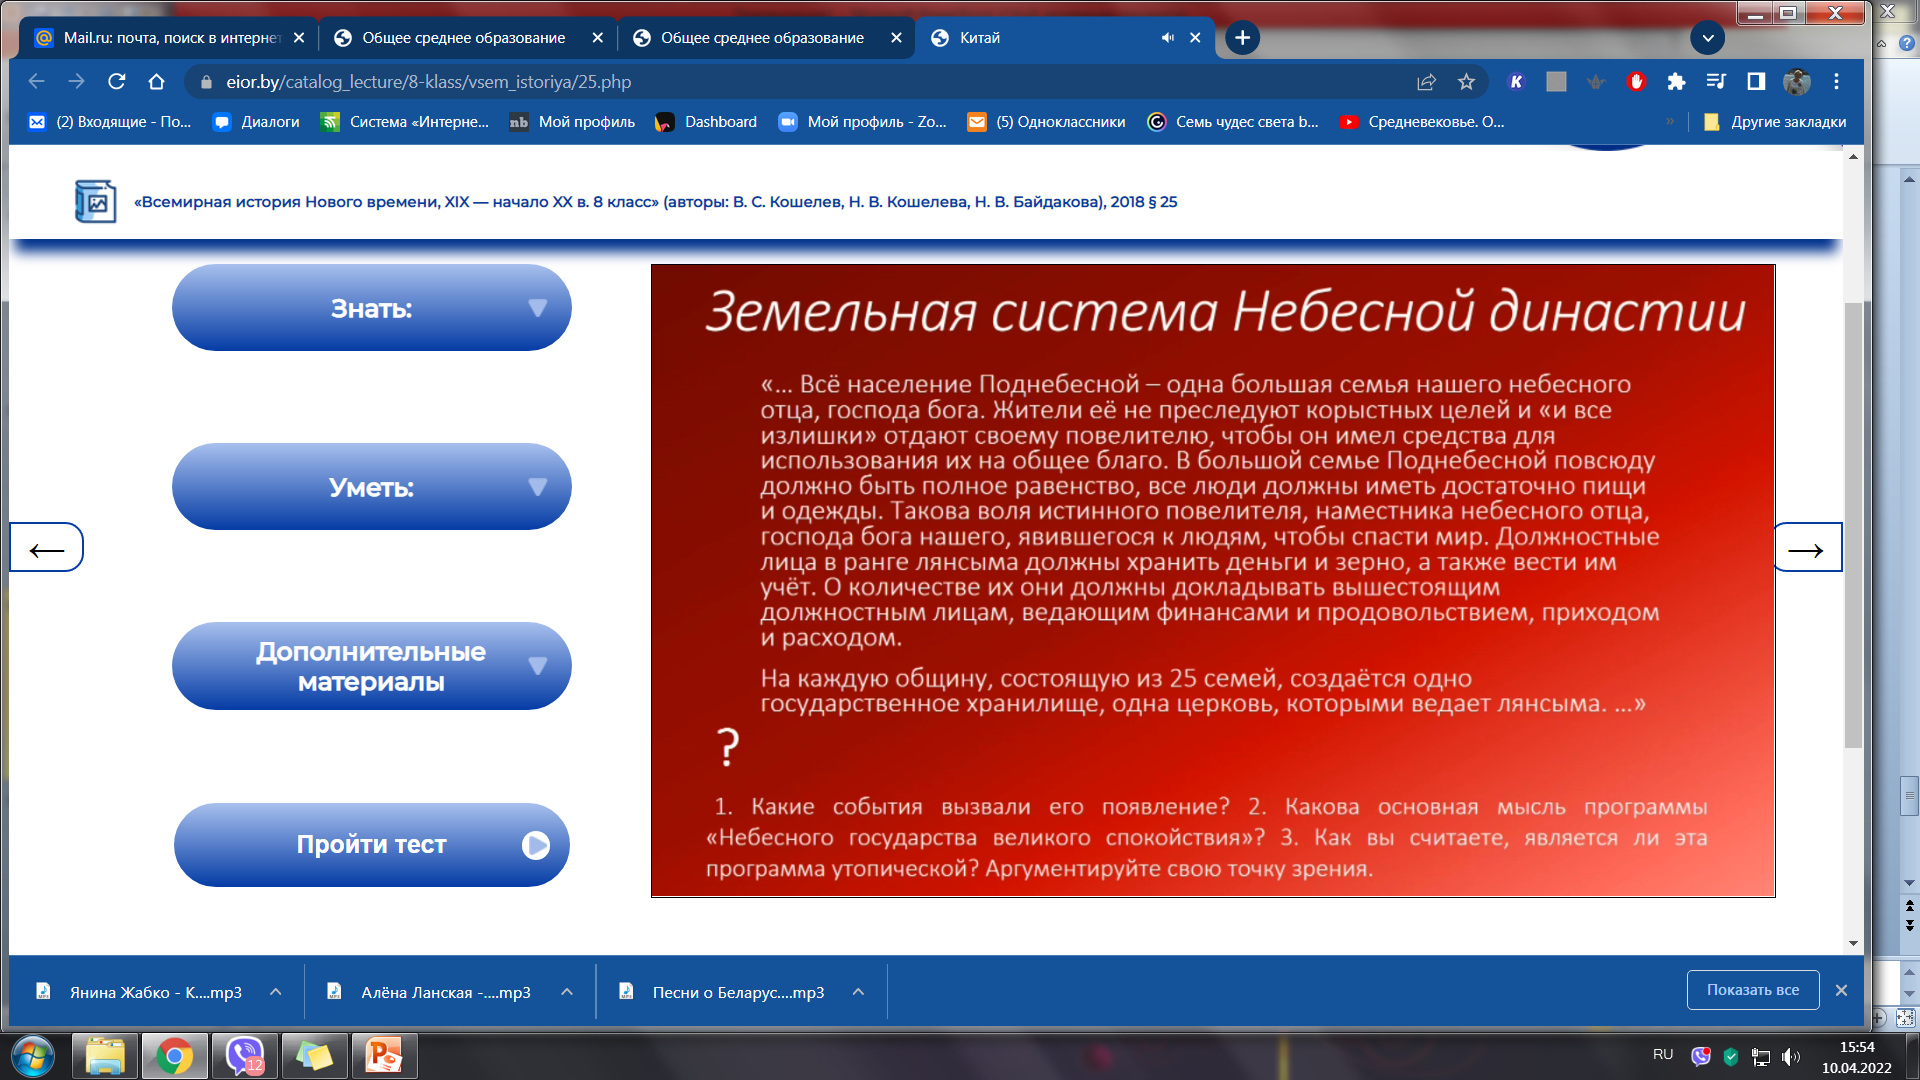 Mail.ru: почта, поиск в интернет
Общее среднее образование
Общее среднее образование
Китай
eior.by/catalog_lecture/8-klass/vsem_istoriya/25.php
(2) Входящие - По...
Диалоги
Система «Интерне...
nb Мой профиль
Dashboard
Мой профиль - Zo...
(5) Одноклассники
Семь чудес света b...
Средневековье. О...
»
Другие закладки
«Всемирная история Нового времени, XIX — начало XX в. 8 класс» (авторы: В. С. Кошелев, Н. В. Кошелева, Н. В. Байдакова), 2018 § 25
Знать:
Уметь:
Дополнительные
материалы
Пройти тест
←
→
Земельная система Небесной династии
«... Всё население Поднебесной – одна большая семья нашего небесного
отца, господа бога. Жители её не преследуют корыстных целей и «и все
излишки» отдают своему повелителю, чтобы он имел средства для
использования их на общее благо. В большой семье Поднебесной повсюду
должно быть полное равенство, все люди должны иметь достаточно пищи
и одежды. Такова воля истинного повелителя, наместника небесного отца,
господа бога нашего, явившегося к людям, чтобы спасти мир. Должностные
лица в ранге лянсыма должны хранить деньги и зерно, а также вести им
учёт. О количестве их они должны докладывать вышестоящим
должностным лицам, ведающим финансами и продовольствием, приходом
и расходом.
На каждую общину, состоящую из 25 семей, создаётся одно
государственное хранилище, одна церковь, которыми ведает лянсыма. ...»
?
1. Какие события вызвали его появление? 2. Какова основная мысль программы
«Небесного государства великого спокойствия»? 3. Как вы считаете, является ли эта
программа утопической? Аргументируйте свою точку зрения.
Янина Жабко - К....mp3
Алёна Ланская -....mp3
Песни о Беларус....mp3
Показать все
12
RU
15:54
10.04.2022